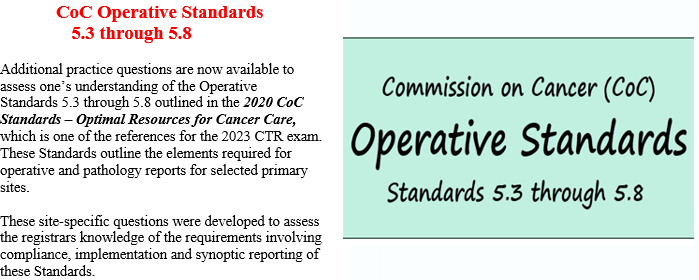 CoC Operative Standards
5.3 through 5.8
Additional practice questions are now available to
assess one's understanding of the Operative
Standards 5.3 through 5.8 outlined in the 2020 CoC
Standards – Optimal Resources for Cancer Care,
which is one of the references for the 2023 CTR exam.
These Standards outline the elements required for
operative and pathology reports for selected primary
sites.
These site-specific questions were developed to assess
the registrars knowledge of the requirements involving
compliance, implementation and synoptic reporting of
these Standards.
Commission on Cancer (CoC)
Operative Standards
Standards 5.3 through 5.8